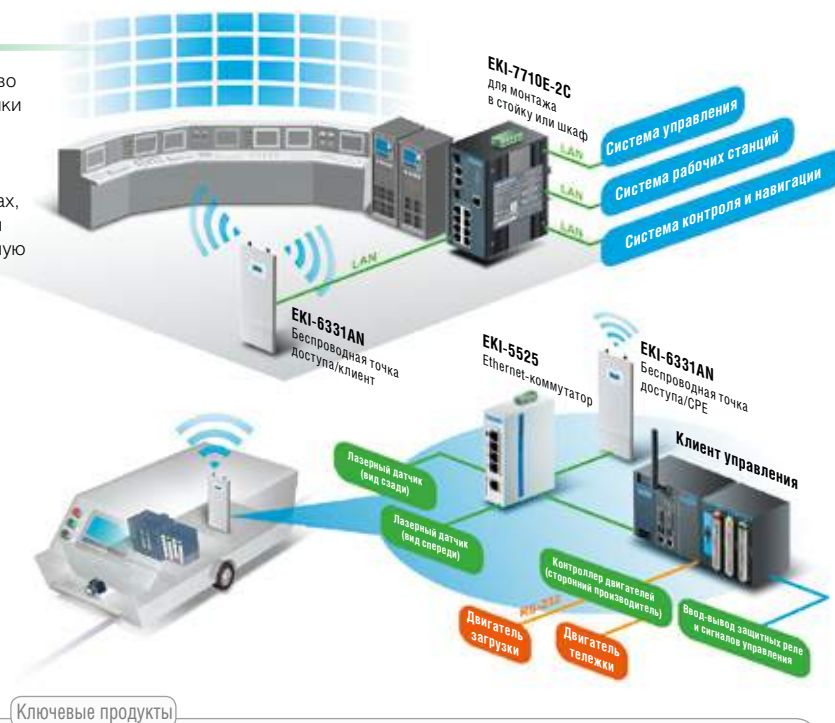 во
ки
ах,
ную
EKI-7710E-2C
для монтажа
в стойку или шкаф
LAN
Система управления
LAN
Система рабочих станций
LAN
Система контроля и навигации
LAN
EKI-6331AN
Беспроводная точка
доступа/клиент
EKI-5525
Ethernet-коммутатор
EKI-6331AN
Беспроводная точка
доступа/CPE
Клиент управления
Лазерный датчик
(вид сзади)
Лазерный датчик
(вид спереди)
Контроллер двигателей
(сторонний производитель)
RS-232
Двигатель
загрузки
Двигатель
тележки
Ввод-вывод защитных реле
и сигналов управления
Ключевые продукты